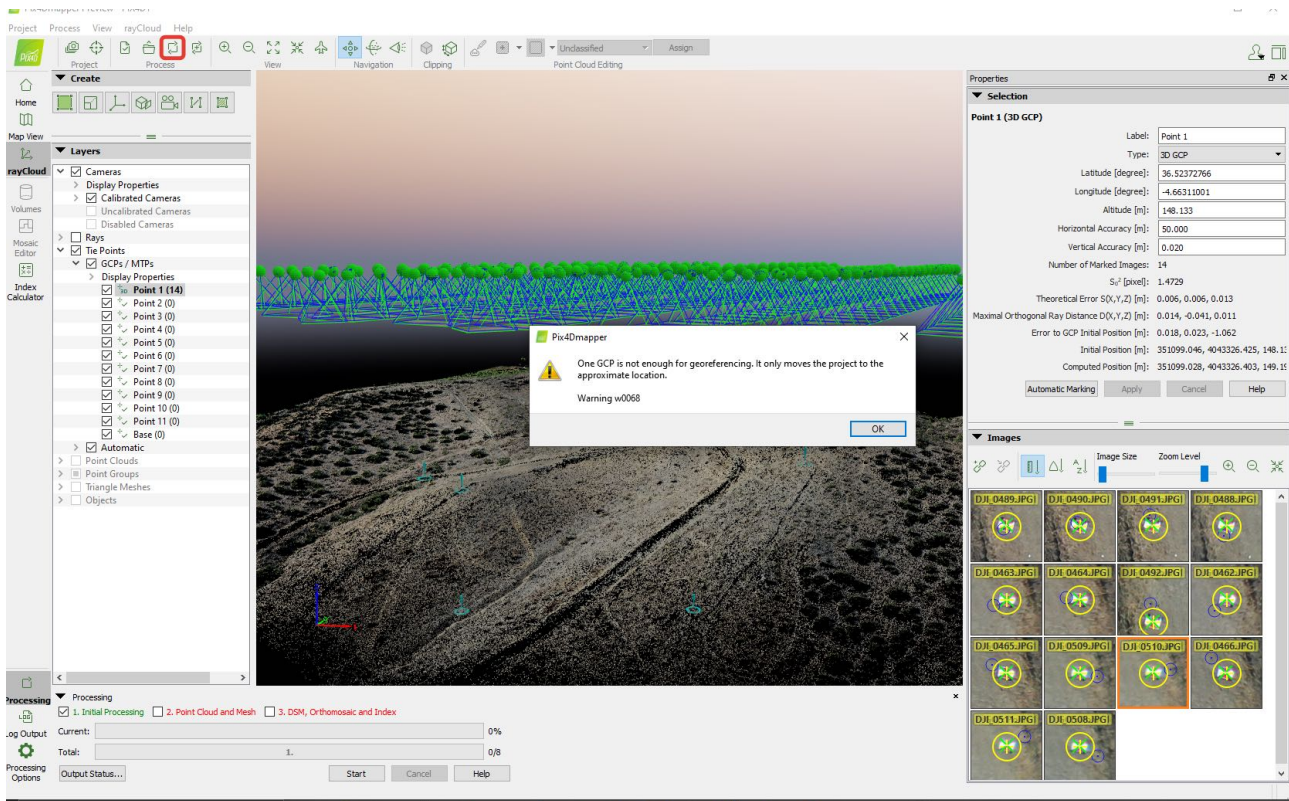 Project Process View rayCloud Help
Project Process View Navigation Clipping Point Cloud Editing
Unclassified Assign
Home
Map View
rayCloud
Volumes
Mosaic
Editor
Index
Calculator
Create
Layers
Cameras
Display Properties
Calibrated Cameras
Uncalibrated Cameras
Disabled Cameras
Rays
Tie Points
GCPs / MTPs
Display Properties
Point 1 (14)
Point 2 (0)
Point 3 (0)
Point 4 (0)
Point 5 (0)
Point 6 (0)
Point 7 (0)
Point 8 (0)
Point 9 (0)
Point 10 (0)
Point 11 (0)
Base (0)
Automatic
Point Clouds
Point Groups
Triangle Meshes
Objects
Pix4Dmapper
One GCP is not enough for georeferencing. It only moves the project to the
approximate location.
Warning w0068
OK
Properties
Selection
Point 1 (3D GCP)
Label: Point 1
Type: 3D GCP
Latitude [degree]: 36.52372766
Longitude [degree]: -4.66311001
Altitude [m]: 148.133
Horizontal Accuracy [m]: 50.000
Vertical Accuracy [m]: 0.020
Number of Marked Images: 14
S₀² [pixel]: 1.4729
Theoretical Error S(X,Y,Z) [m]: 0.006, 0.006, 0.013
Maximal Orthogonal Ray Distance D(X,Y,Z) [m]: 0.014, -0.041, 0.011
Error to GCP Initial Position [m]: 0.018, 0.023, -1.062
Initial Position [m]: 351099.046, 4043326.425, 148.13
Computed Position [m]: 351099.028, 4043326.403, 149.19
Automatic Marking Apply Cancel Help
Images
Image Size Zoom Level
DJI_0489.JPG DJI_0490.JPG DJI_0491.JPG DJI_0488.JPG
DJI_0463.JPG DJI_0464.JPG DJI_0492.JPG DJI_0462.JPG
DJI_0465.JPG DJI_0509.JPG DJI_0510.JPG DJI_0466.JPG
DJI_0511.JPG DJI_0508.JPG
Processing
Log Output
Processing
Options
Processing
1. Initial Processing 2. Point Cloud and Mesh 3. DSM, Orthomosaic and Index
Current: 0%
Total: 1. 0/8
Output Status... Start Cancel Help